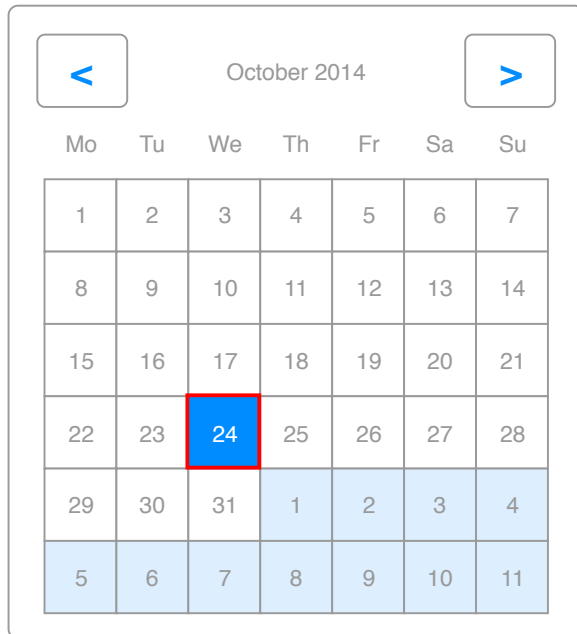 < October 2014 >
Mo Tu We Th Fr Sa Su
1 2 3 4 5 6 7
8 9 10 11 12 13 14
15 16 17 18 19 20 21
22 23 24 25 26 27 28
29 30 31 1 2 3 4
5 6 7 8 9 10 11